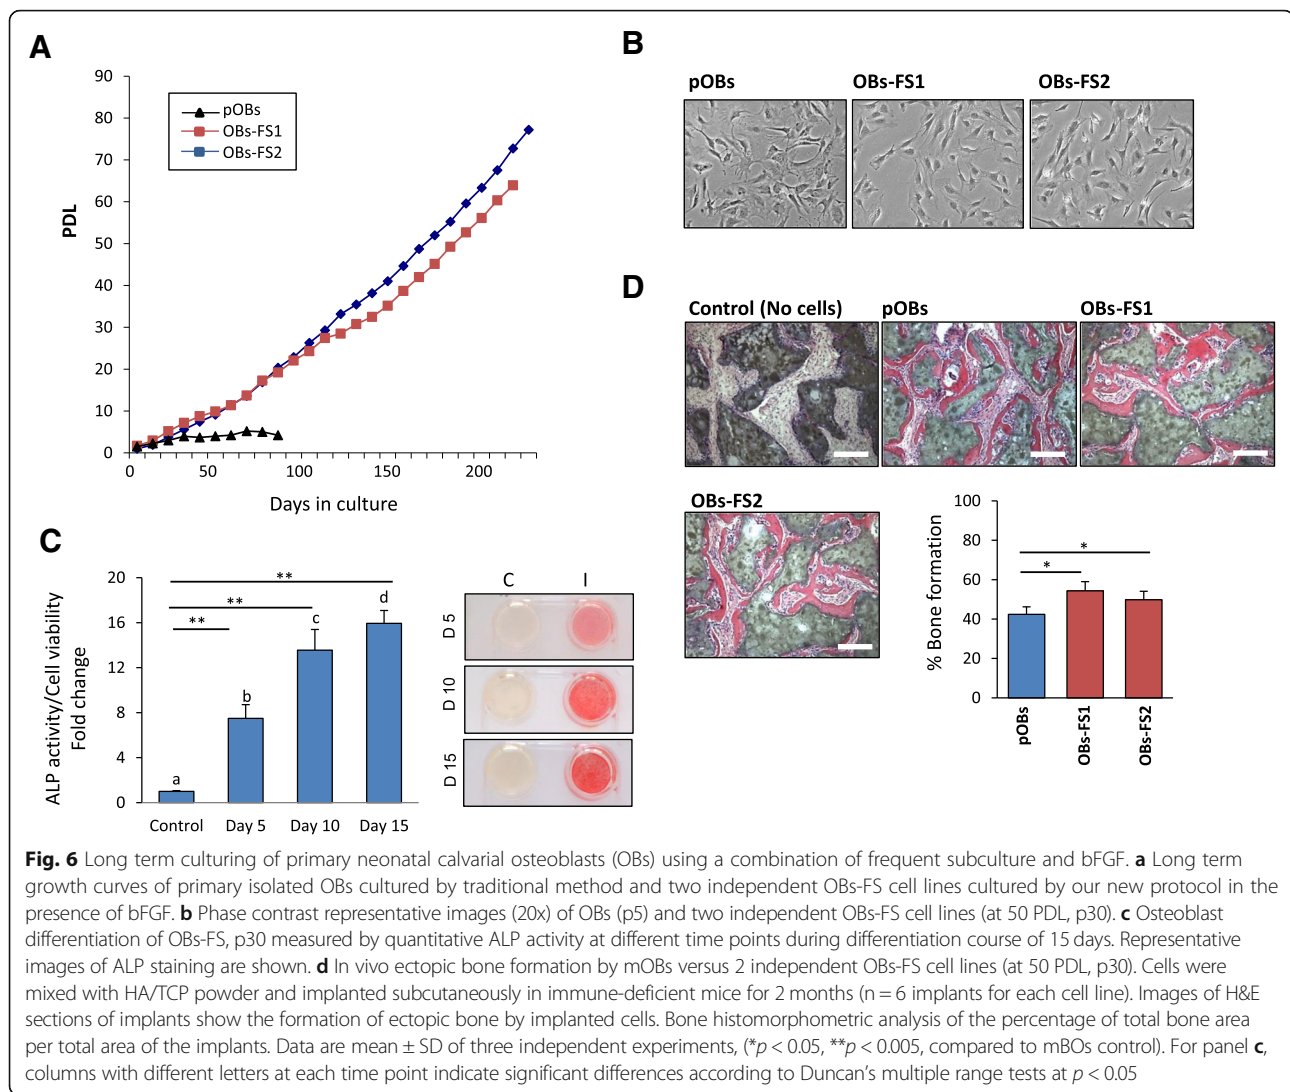 A
90
80
70
60
50
40
30
20
10
0
PDL
pOBs
OBs-FS1
OBs-FS2
0 50 100 150 200
Days in culture
B
pOBs OBs-FS1 OBs-FS2
C
20
16
12
8
4
0
ALP activity/Cell viability
Fold change
**
**
**
a
b
c
d
Control Day 5 Day 10 Day 15
C I
D 5
D 10
D 15
D
Control (No cells) pOBs OBs-FS1
OBs-FS2
100
80
60
40
20
0
% Bone formation
*
*
pOBs
OBs-FS1
OBs-FS2
Fig. 6 Long term culturing of primary neonatal calvarial osteoblasts (OBs) using a combination of frequent subculture and bFGF. a Long term
growth curves of primary isolated OBs cultured by traditional method and two independent OBs-FS cell lines cultured by our new protocol in the
presence of bFGF. b Phase contrast representative images (20x) of OBs (p5) and two independent OBs-FS cell lines (at 50 PDL, p30). c Osteoblast
differentiation of OBs-FS, p30 measured by quantitative ALP activity at different time points during differentiation course of 15 days. Representative
images of ALP staining are shown. d In vivo ectopic bone formation by mOBs versus 2 independent OBs-FS cell lines (at 50 PDL, p30). Cells were
mixed with HA/TCP powder and implanted subcutaneously in immune-deficient mice for 2 months (n = 6 implants for each cell line). Images of H&E
sections of implants show the formation of ectopic bone by implanted cells. Bone histomorphometric analysis of the percentage of total bone area
per total area of the implants. Data are mean ± SD of three independent experiments, (*p < 0.05, **p < 0.005, compared to mBOs control). For panel c,
columns with different letters at each time point indicate significant differences according to Duncan's multiple range tests at p < 0.05